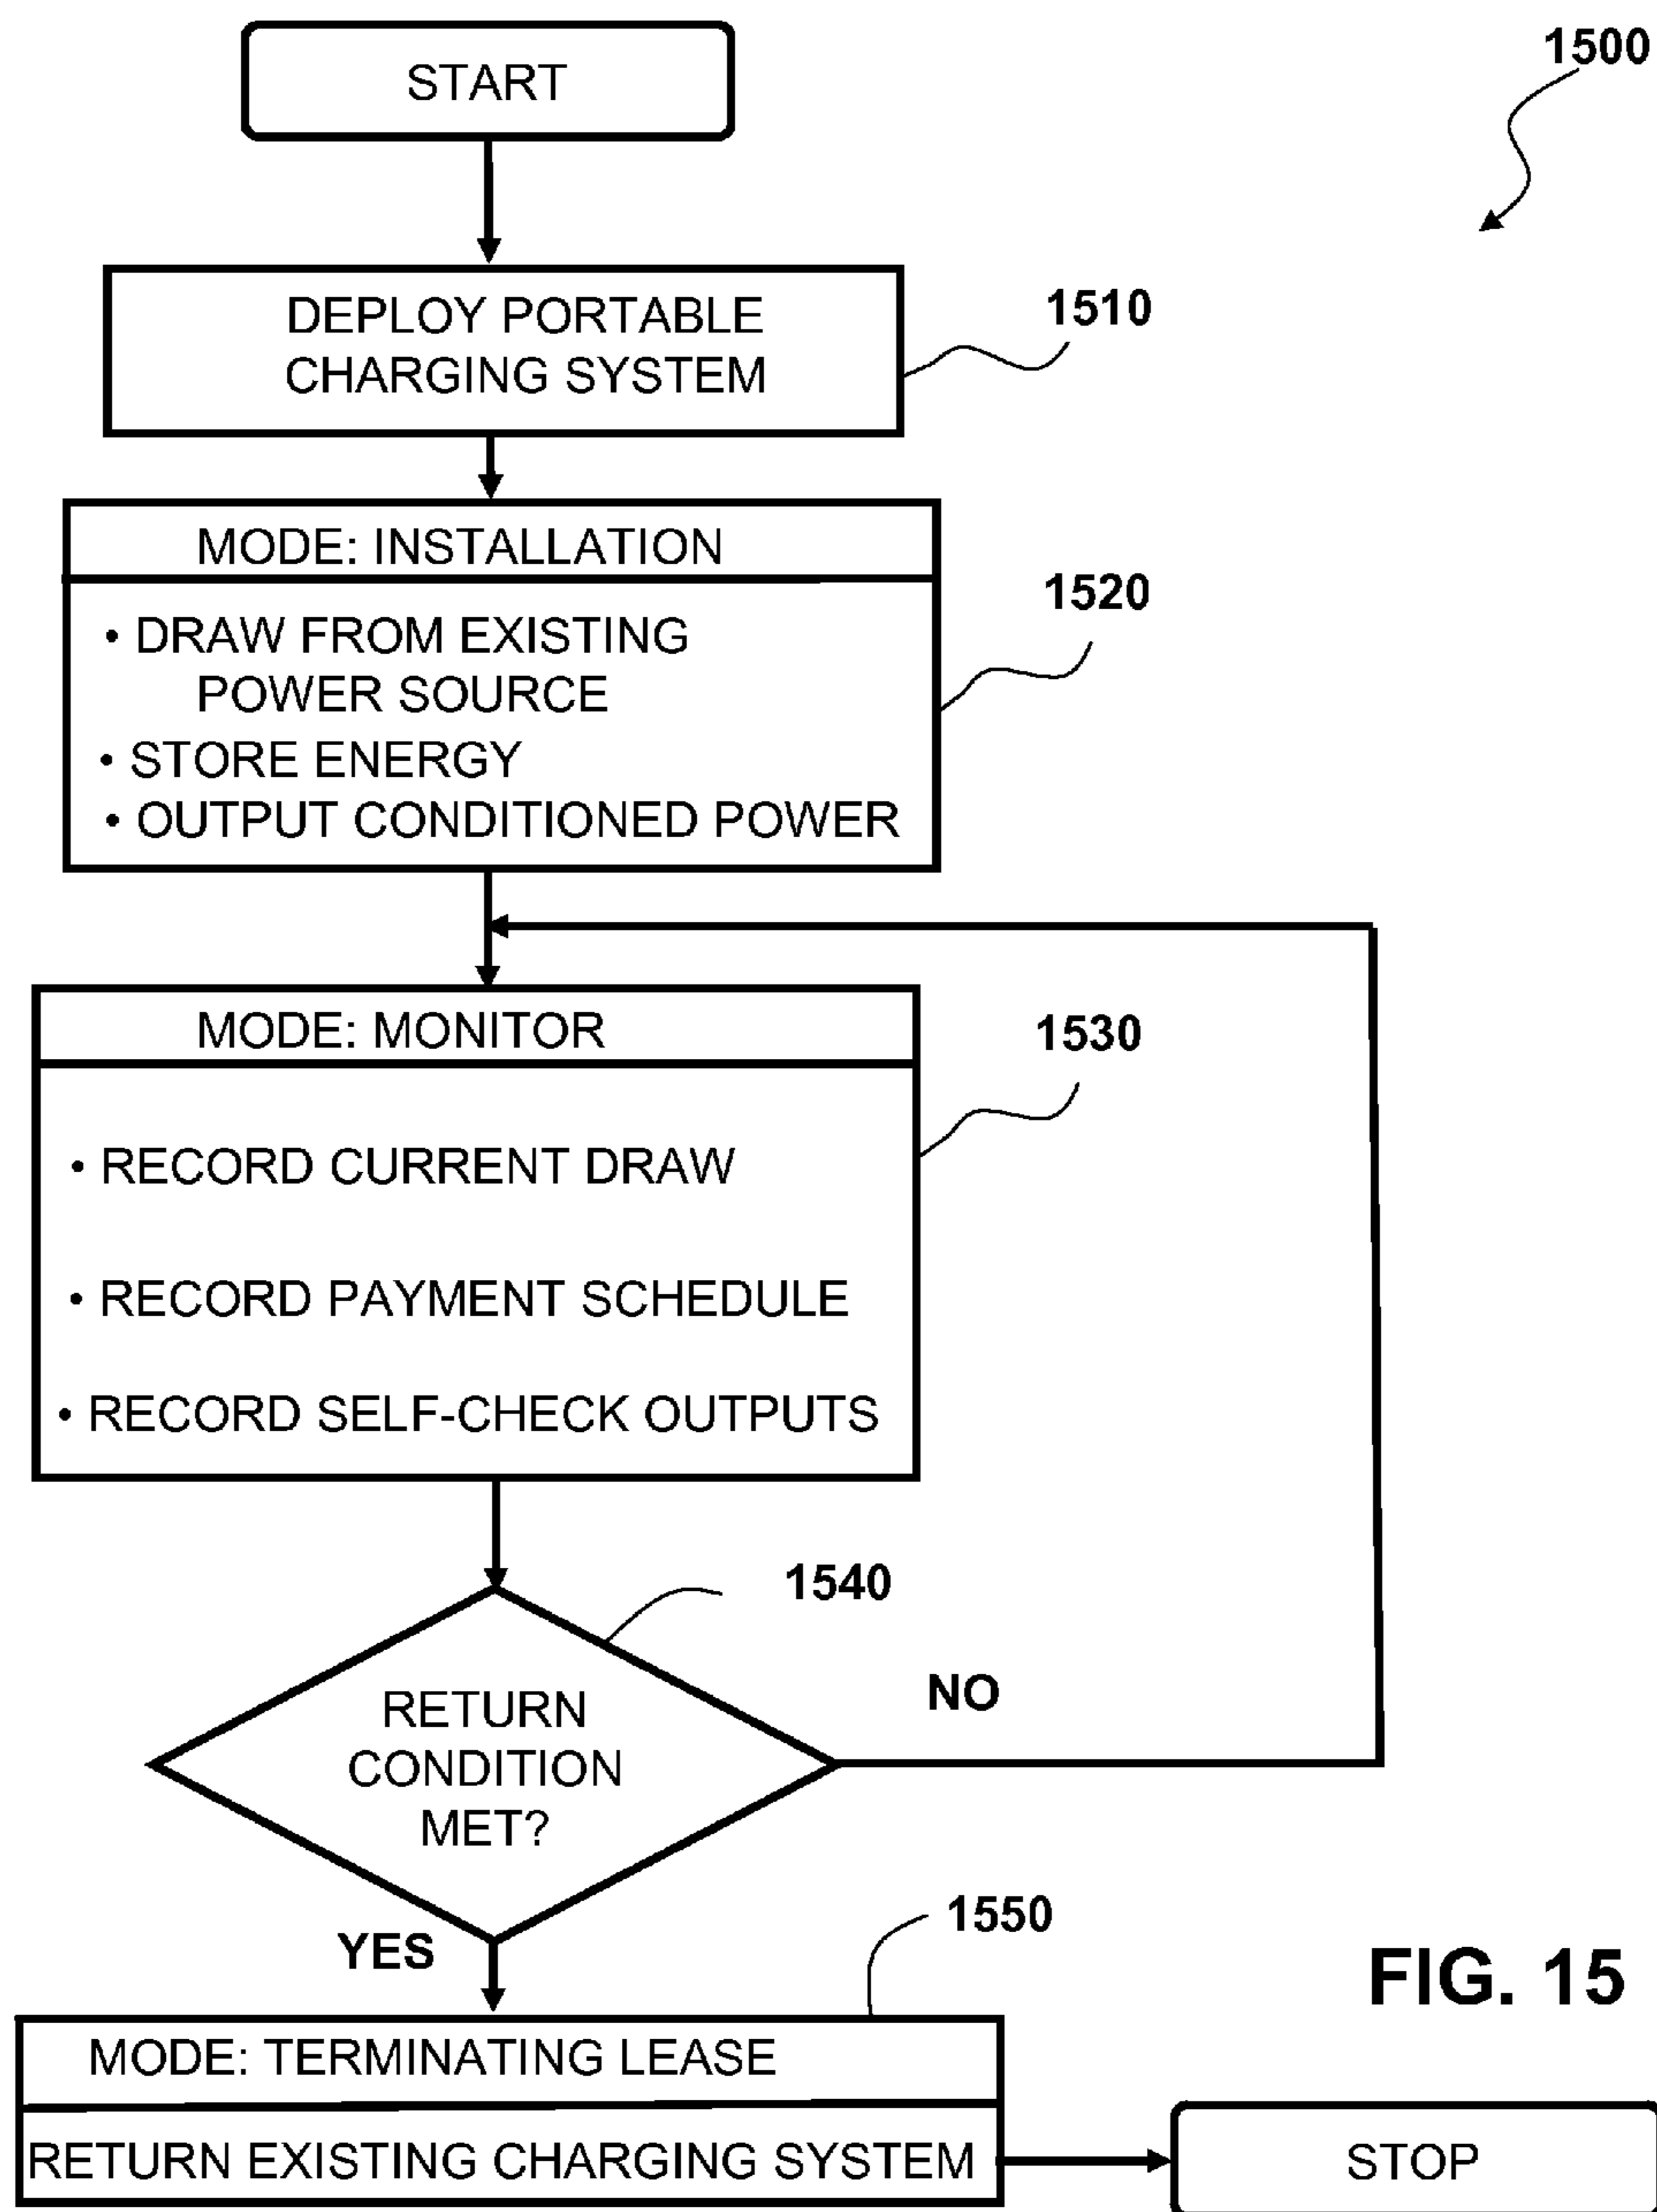 START
1500
DEPLOY PORTABLE
CHARGING SYSTEM
1510
MODE: INSTALLATION
• DRAW FROM EXISTING
POWER SOURCE
• STORE ENERGY
• OUTPUT CONDITIONED POWER
1520
MODE: MONITOR
• RECORD CURRENT DRAW
• RECORD PAYMENT SCHEDULE
• RECORD SELF-CHECK OUTPUTS
1530
1540
RETURN
CONDITION
MET?
NO
YES
1550
MODE: TERMINATING LEASE
RETURN EXISTING CHARGING SYSTEM
STOP
FIG. 15